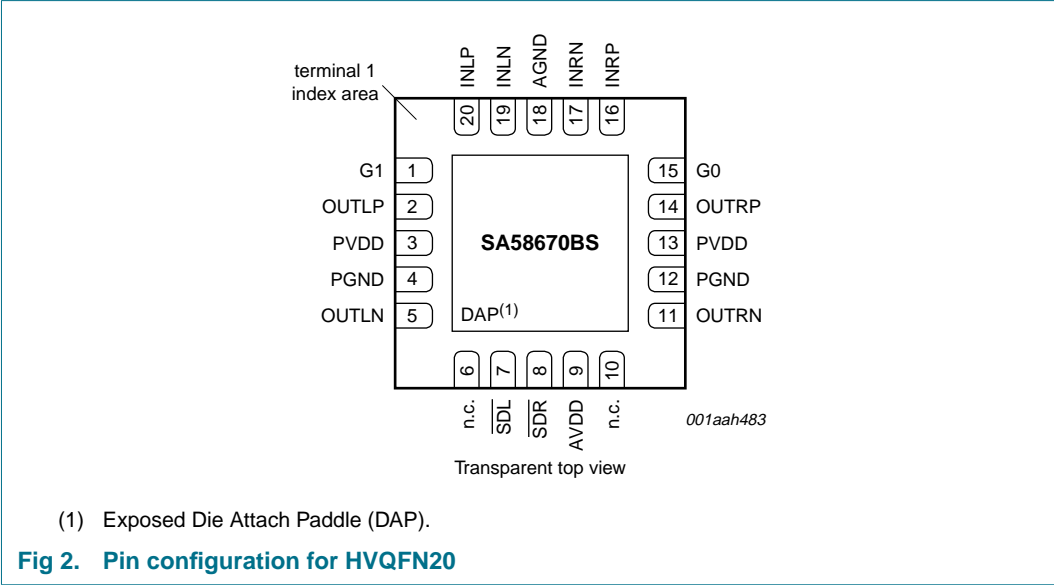 terminal 1
index area
20 INLP
19 INLN
18 AGND
17 INRN
16 INRP
1 G1
2 OUTLP
3 PVDD
4 PGND
5 OUTLN
15 G0
14 OUTRP
13 PVDD
12 PGND
11 OUTRN
SA58670BS
DAP(1)
6 n.c.
7 SDL
8 SDR
9 AVDD
10 n.c.
001aah483
Transparent top view
(1) Exposed Die Attach Paddle (DAP).
Fig 2. Pin configuration for HVQFN20